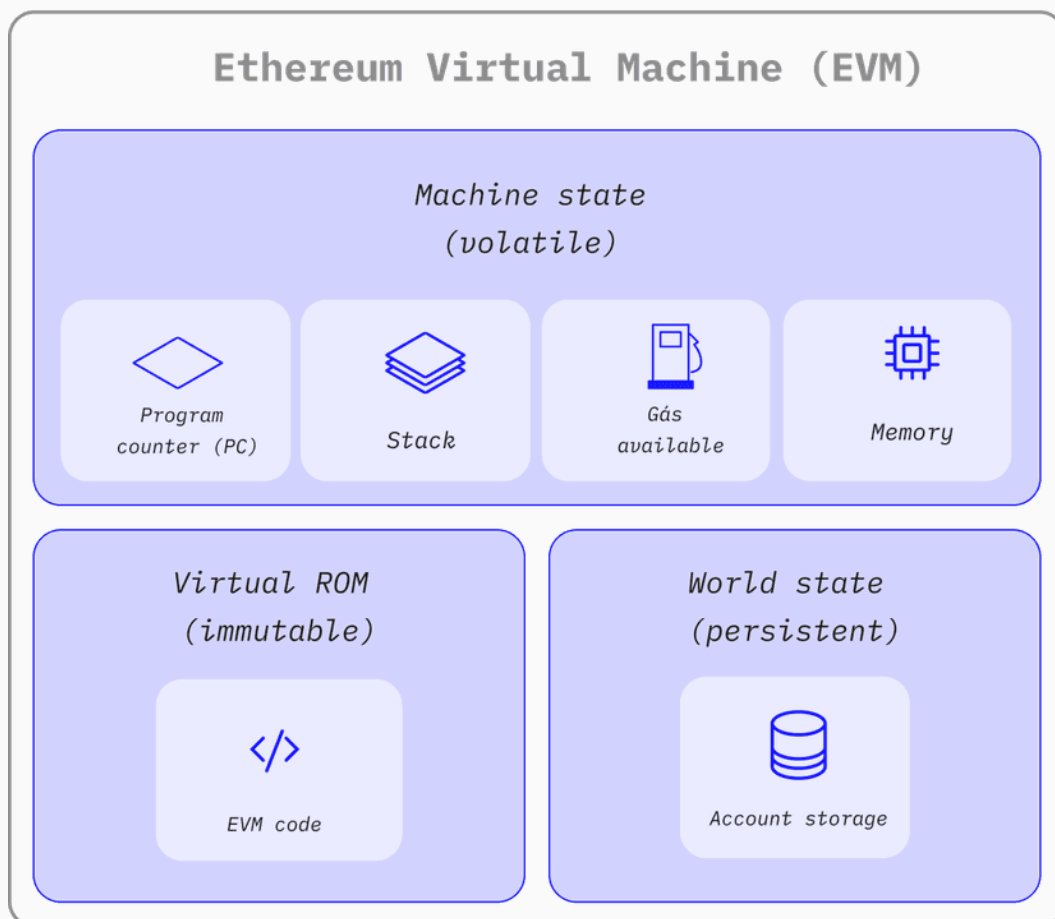 Ethereum Virtual Machine (EVM)
Machine state
(volatile)
Program
counter (PC)
Stack
Gás
available
Memory
Virtual ROM
(immutable)
EVM code
World state
(persistent)
Account storage